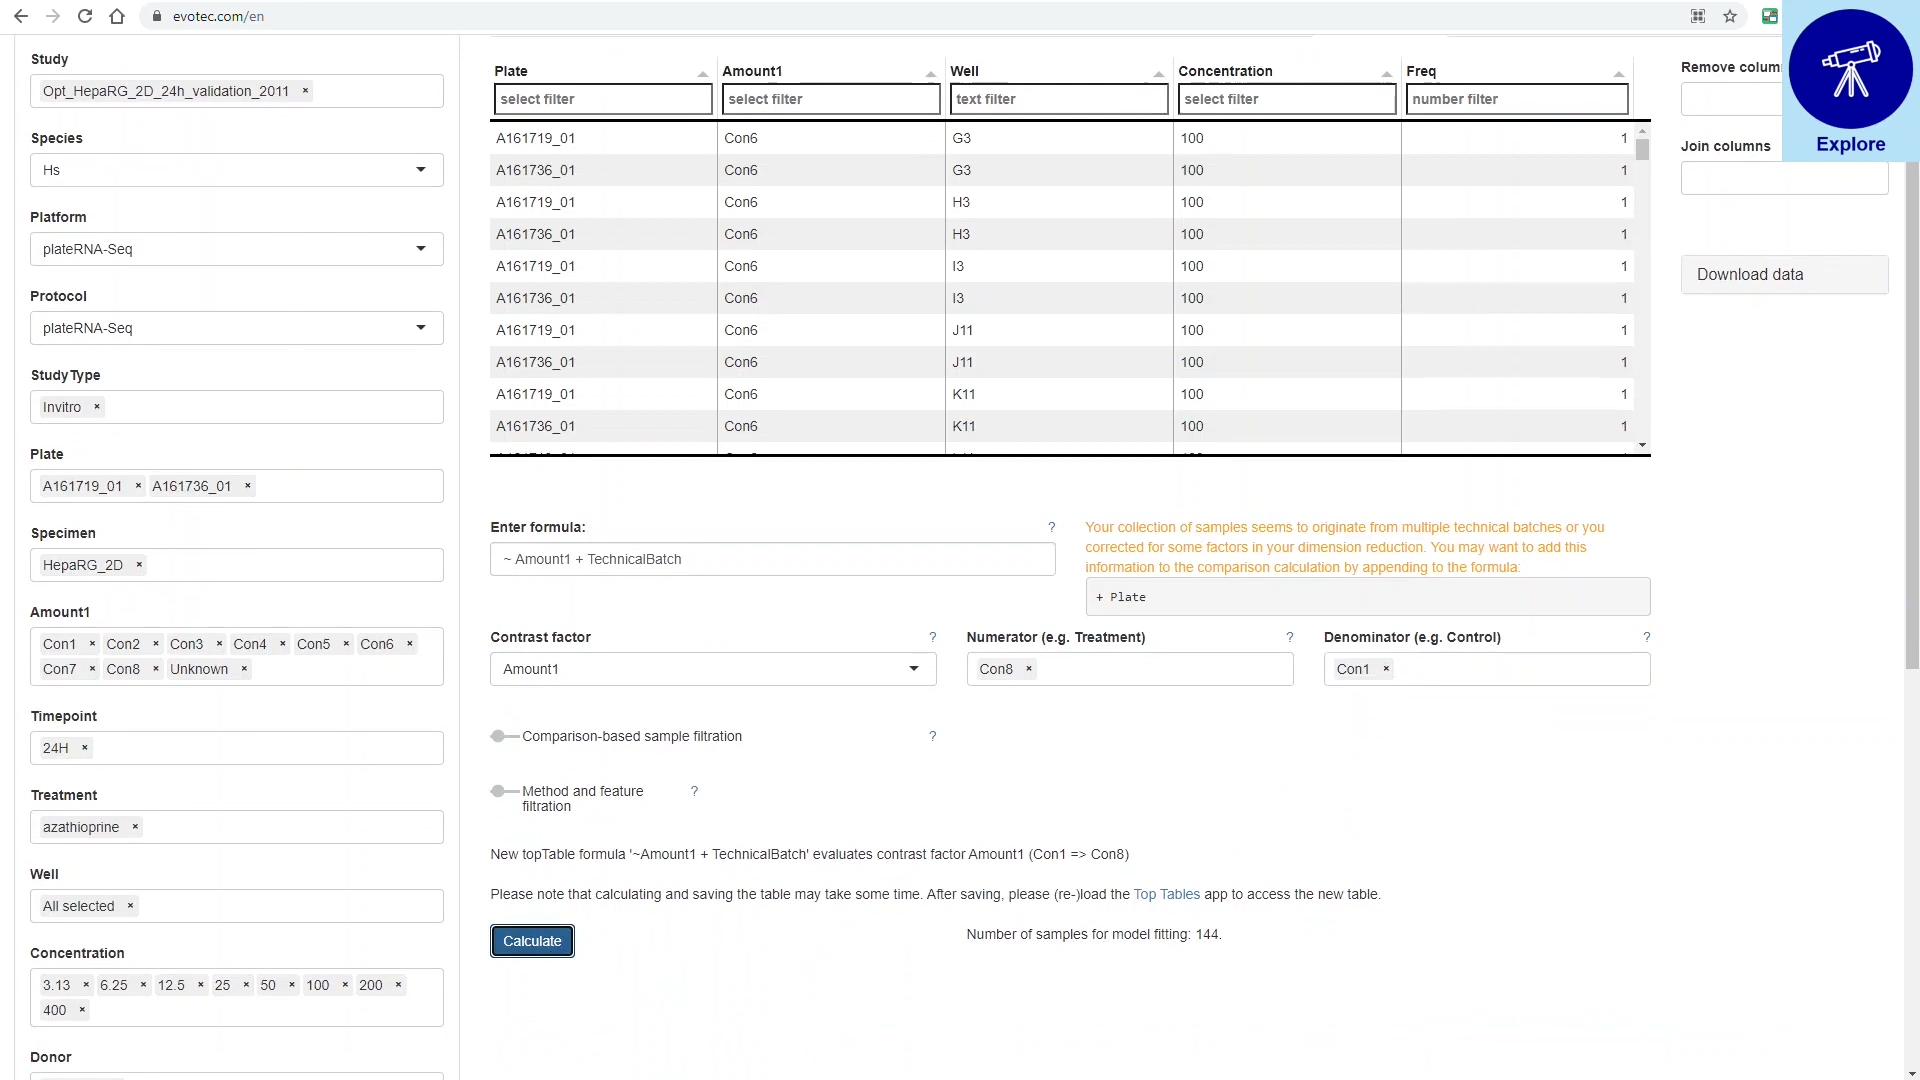 evotec.com/en
Explore
Study
Opt_HepaRG_2D_24h_validation_2011 ×
Species
Hs
Platform
plateRNA-Seq
Protocol
plateRNA-Seq
StudyType
Invitro ×
Plate
A161719_01 × A161736_01 ×
Specimen
HepaRG_2D ×
Amount1
Con1 × Con2 × Con3 × Con4 × Con5 × Con6 ×
Con7 × Con8 × Unknown ×
Timepoint
24H ×
Treatment
azathioprine ×
Well
All selected ×
Concentration
3.13 × 6.25 × 12.5 × 25 × 50 × 100 × 200 ×
400 ×
Donor
Plate Amount1 Well Concentration Freq
select filter select filter text filter select filter number filter
A161719_01 Con6 G3 100 1
A161736_01 Con6 G3 100 1
A161719_01 Con6 H3 100 1
A161736_01 Con6 H3 100 1
A161719_01 Con6 I3 100 1
A161736_01 Con6 I3 100 1
A161719_01 Con6 J11 100 1
A161736_01 Con6 J11 100 1
A161719_01 Con6 K11 100 1
A161736_01 Con6 K11 100 1
Enter formula: ?
~ Amount1 + TechnicalBatch
Your collection of samples seems to originate from multiple technical batches or you
corrected for some factors in your dimension reduction. You may want to add this
information to the comparison calculation by appending to the formula:
+ Plate
Contrast factor ? Numerator (e.g. Treatment) ? Denominator (e.g. Control) ?
Amount1 Con8 × Con1 ×
Comparison-based sample filtration ?
Method and feature ?
filtration
New topTable formula '~Amount1 + TechnicalBatch' evaluates contrast factor Amount1 (Con1 => Con8)
Please note that calculating and saving the table may take some time. After saving, please (re-)load the Top Tables app to access the new table.
Calculate
Number of samples for model fitting: 144.
Join columns
Download data